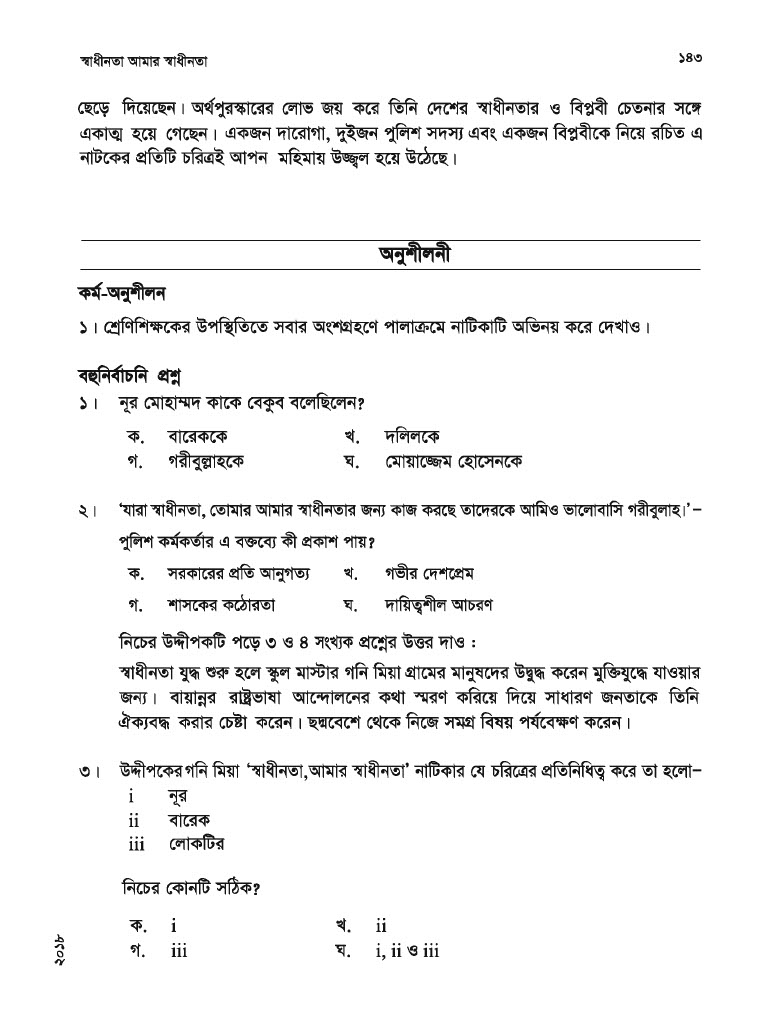 স্বাধীনতা আমার স্বাধীনতা ১৪৩
ছেড়ে দিয়েছেন। অর্থপুরস্কারের লোভ জয় করে তিনি দেশের স্বাধীনতার ও বিপ্লবী চেতনার সঙ্গে
একাত্ম হয়ে গেছেন। একজন দারোগা, দুইজন পুলিশ সদস্য এবং একজন বিপ্লবীকে নিয়ে রচিত এ
নাটকের প্রতিটি চরিত্রই আপন মহিমায় উজ্জ্বল হয়ে উঠেছে।
অনুশীলনী
কর্ম-অনুশীলন
১। শ্রেণিশিক্ষকের উপস্থিতিতে সবার অংশগ্রহণে পালাক্রমে নাটিকাটি অভিনয় করে দেখাও।
বহুনির্বাচনি প্রশ্ন
১। নূর মোহাম্মদ কাকে বেকুব বলেছিলেন?
ক. বারেককে খ. দলিলকে
গ. গরীবুল্লাহকে ঘ. মোয়াজ্জেম হোসেনকে
২। ‘যারা স্বাধীনতা, তোমার আমার স্বাধীনতার জন্য কাজ করছে তাদেরকে আমিও ভালোবাসি গরীবুলাহ।’–
পুলিশ কর্মকর্তার এ বক্তব্যে কী প্রকাশ পায়?
ক. সরকারের প্রতি আনুগত্য খ. গভীর দেশপ্রেম
গ. শাসকের কঠোরতা ঘ. দায়িত্বশীল আচরণ
নিচের উদ্দীপকটি পড়ে ৩ ও ৪ সংখ্যক প্রশ্নের উত্তর দাও :
স্বাধীনতা যুদ্ধ শুরু হলে স্কুল মাস্টার গনি মিয়া গ্রামের মানুষদের উদ্বুদ্ধ করেন মুক্তিযুদ্ধে যাওয়ার
জন্য। বায়ান্নর রাষ্ট্রভাষা আন্দোলনের কথা স্মরণ করিয়ে দিয়ে সাধারণ জনতাকে তিনি
ঐক্যবদ্ধ করার চেষ্টা করেন। ছদ্মবেশে থেকে নিজে সমগ্র বিষয় পর্যবেক্ষণ করেন।
৩। উদ্দীপকের গনি মিয়া ‘স্বাধীনতা,আমার স্বাধীনতা’ নাটিকার যে চরিত্রের প্রতিনিধিত্ব করে তা হলো–
i নূর
ii বারেক
iii লোকটির
নিচের কোনটি সঠিক?
ক. i খ. ii
গ. iii ঘ. i, ii ও iii
২০১৮